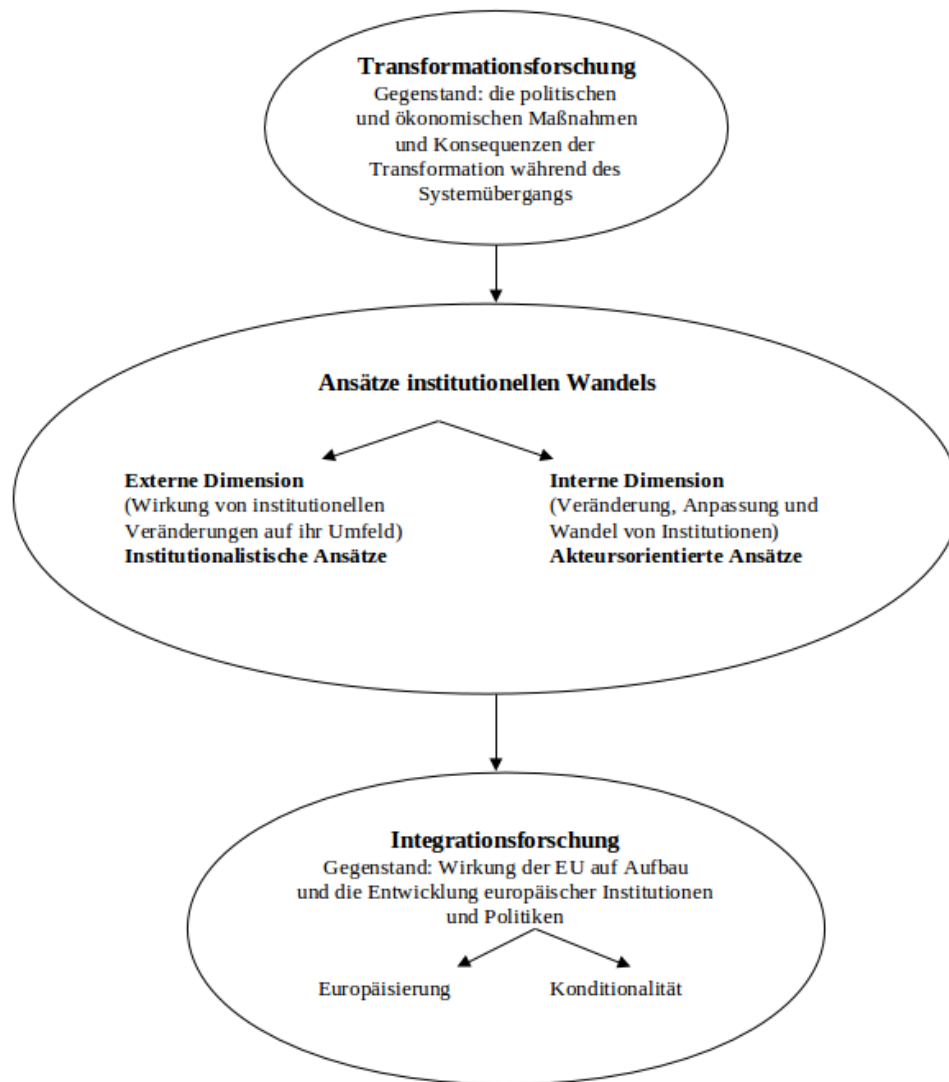 Transformationsforschung
Gegenstand: die politischen
und ökonomischen Maßnahmen
und Konsequenzen der
Transformation während des
Systemübergangs
Ansätze institutionellen Wandels
Externe Dimension
(Wirkung von institutionellen
Veränderungen auf ihr Umfeld)
Institutionalistische Ansätze
Interne Dimension
(Veränderung, Anpassung und
Wandel von Institutionen)
Akteursorientierte Ansätze
Integrationsforschung
Gegenstand: Wirkung der EU auf Aufbau
und die Entwicklung europäischer Institutionen
und Politiken
Europäisierung
Konditionalität